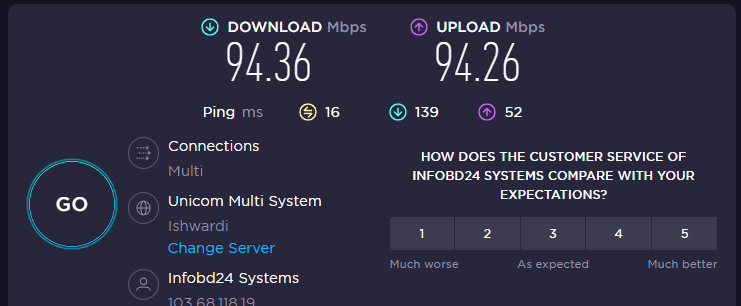 DOWNLOAD Mbps
94.36
UPLOAD Mbps
94.26
Ping ms 16 139 52
GO
Connections
Multi
Unicom Multi System
Ishwardi
Change Server
Infobd24 Systems
103.68.118.19
HOW DOES THE CUSTOMER SERVICE OF
INFOBD24 SYSTEMS COMPARE WITH YOUR
EXPECTATIONS?
1 2 3 4 5
Much worse As expected Much better